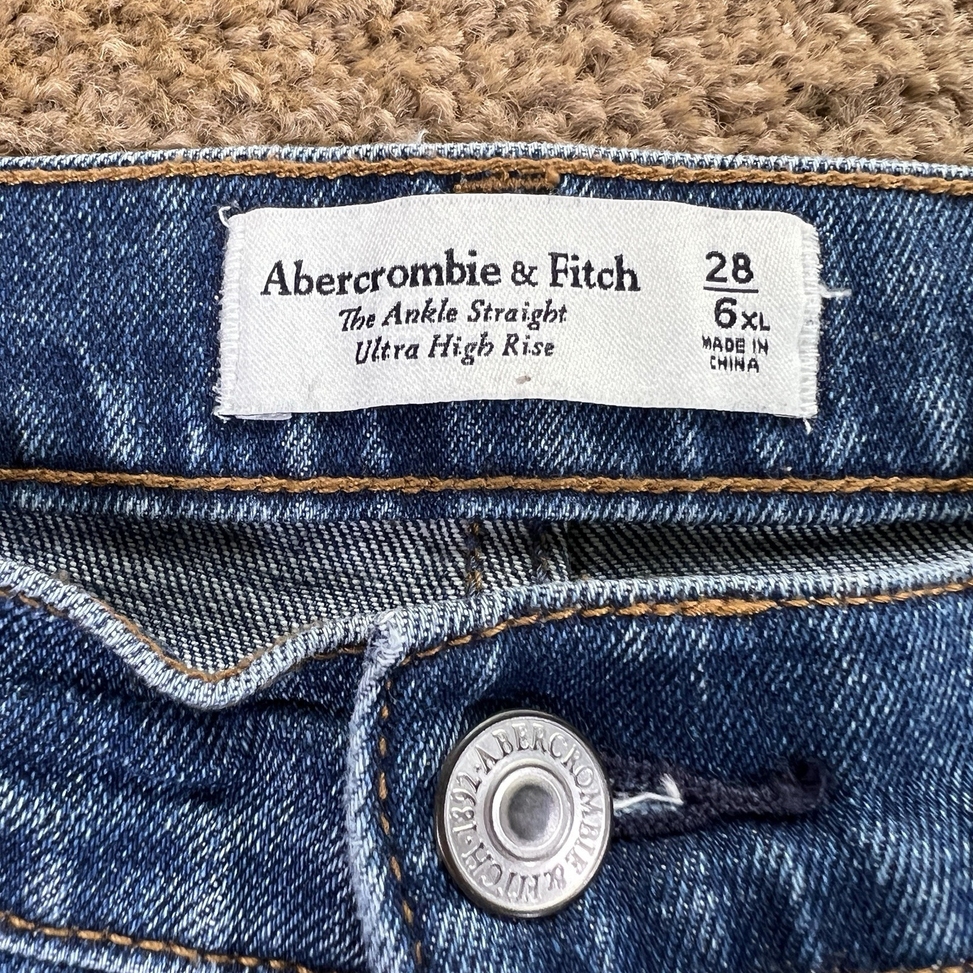 Abercrombie & Fitch
The Ankle Straight
Ultra High Rise
28
6XL
MADE IN
CHINA
ABERCROMBIE & FITCH · 1892 ·